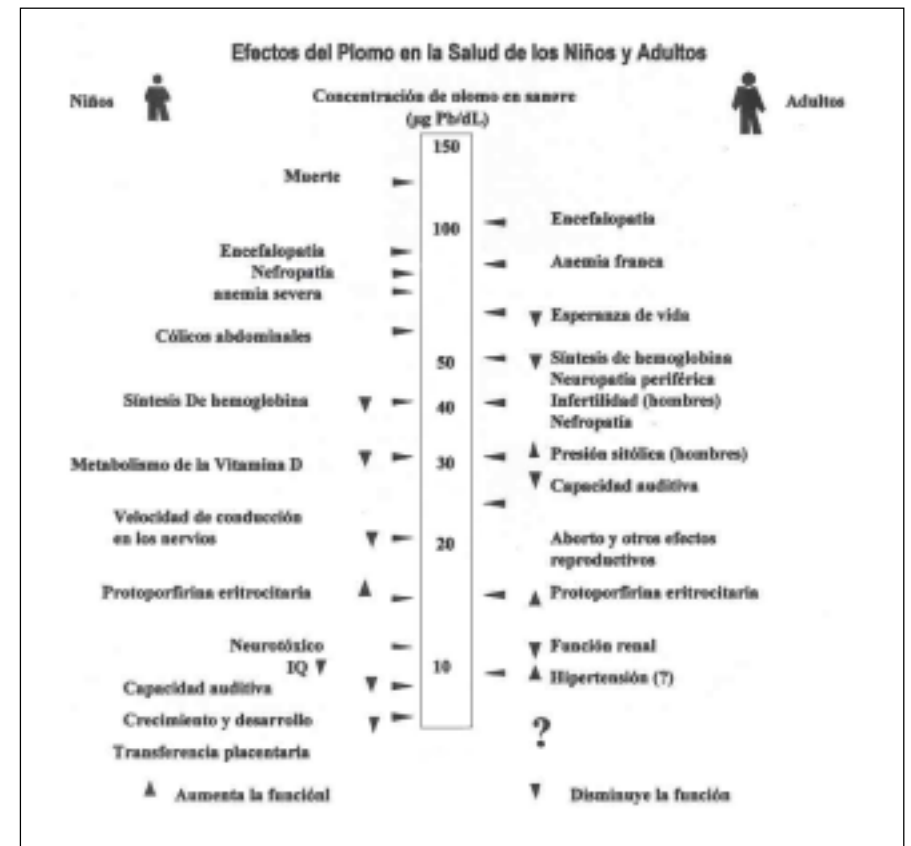 Efectos del Plomo en la Salud de los Niños y Adultos
Niños
Concentración de plomo en sangre
(µg Pb/dL)
Adultos
150
Muerte
100
Encefalopatía
Encefalopatía
Nefropatía
anemia severa
Anemia franca
Esperanza de vida
Cólicos abdominales
50
Síntesis de hemoglobina
Neuropatía periférica
Síntesis De hemoglobina
40
Infertilidad (hombres)
Nefropatía
Metabolismo de la Vitamina D
30
Presión sitólica (hombres)
Capacidad auditiva
Velocidad de conducción
en los nervios
20
Aborto y otros efectos
reproductivos
Protoporfirina eritrocitaria
Protoporfirina eritrocitaria
Neurotóxico
IQ
10
Función renal
Hipertensión (?)
Capacidad auditiva
Crecimiento y desarrollo
?
Transferencia placentaria
Aumenta la funciónl
Disminuye la función